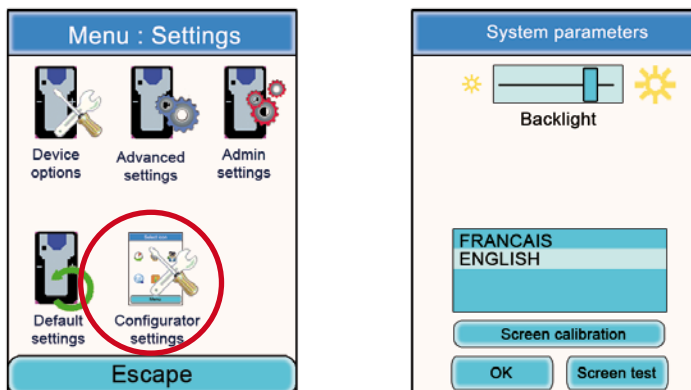 Menu : Settings
Device
options
Advanced
settings
Admin
settings
Default
settings
Configurator
settings
Escape
System parameters
Backlight
FRANCAIS
ENGLISH
Screen calibration
OK
Screen test